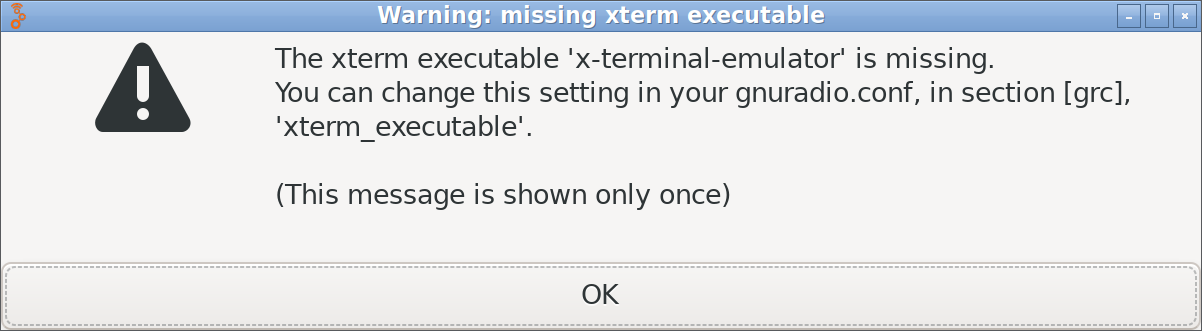 Warning: missing xterm executable
The xterm executable 'x-terminal-emulator' is missing.
You can change this setting in your gnuradio.conf, in section [grc],
'xterm_executable'.
(This message is shown only once)
OK